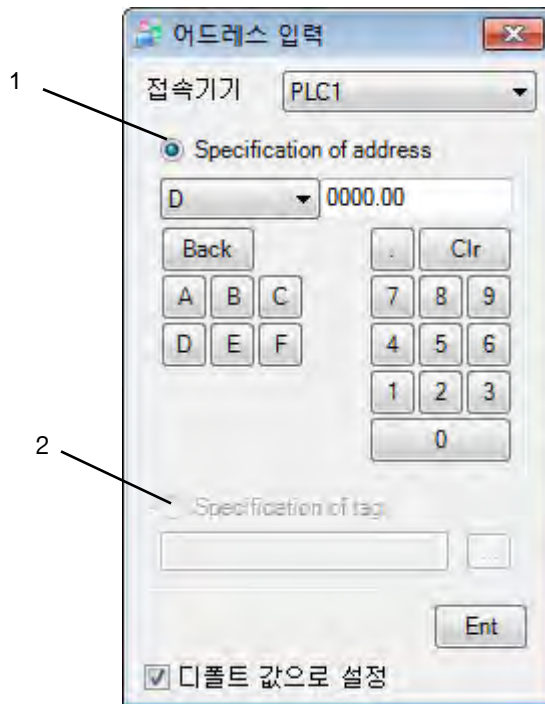 어드레스 입력
1
접속기기 PLC1
Specification of address
D 0000.00
Back . Clr
A B C 7 8 9
D E F 4 5 6
1 2 3
0
2
Specification of tag
...
Ent
디폴트 값으로 설정